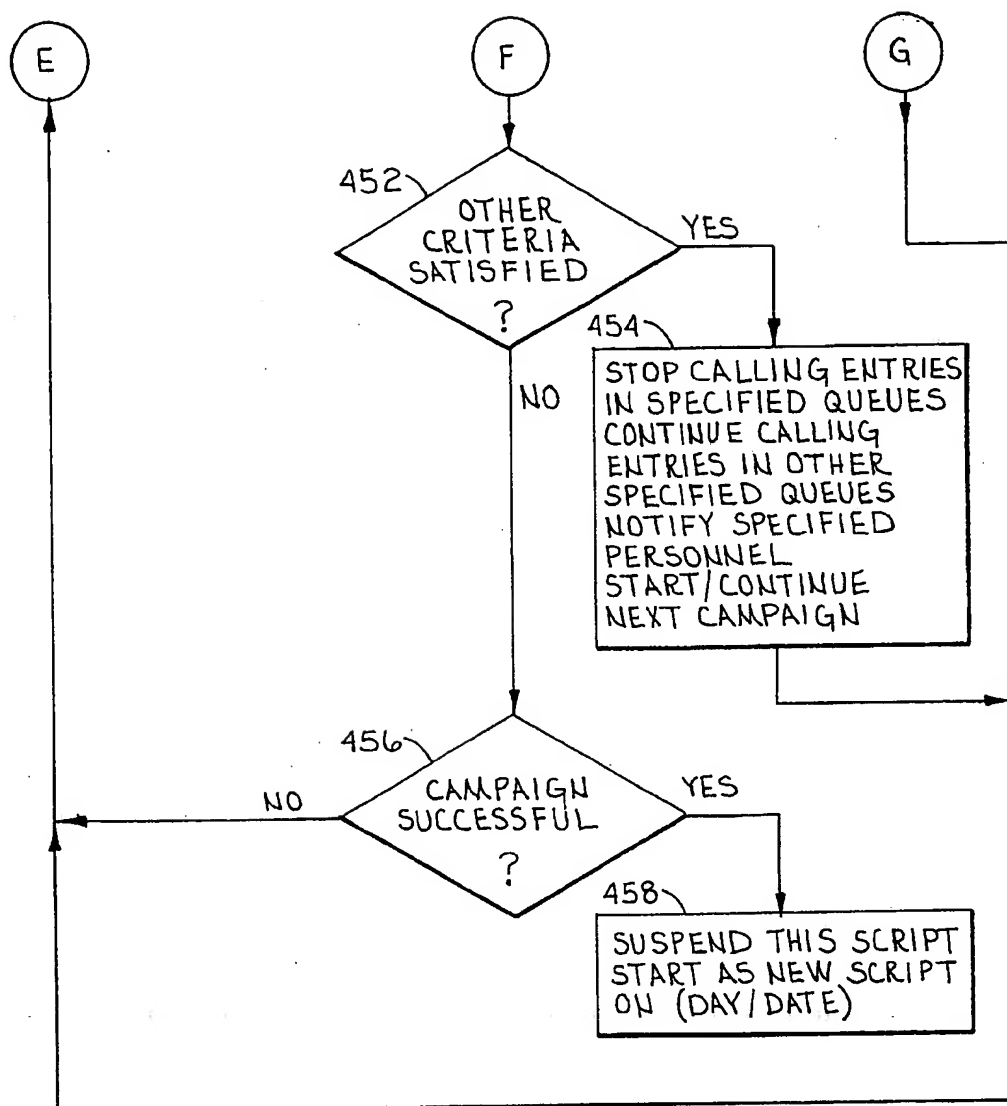 E
F
G
452
OTHER
CRITERIA
SATISFIED
?
YES
NO
454
STOP CALLING ENTRIES
IN SPECIFIED QUEUES
CONTINUE CALLING
ENTRIES IN OTHER
SPECIFIED QUEUES
NOTIFY SPECIFIED
PERSONNEL
START/CONTINUE
NEXT CAMPAIGN
456
CAMPAIGN
SUCCESSFUL
?
NO
YES
458
SUSPEND THIS SCRIPT
START AS NEW SCRIPT
ON (DAY/DATE)